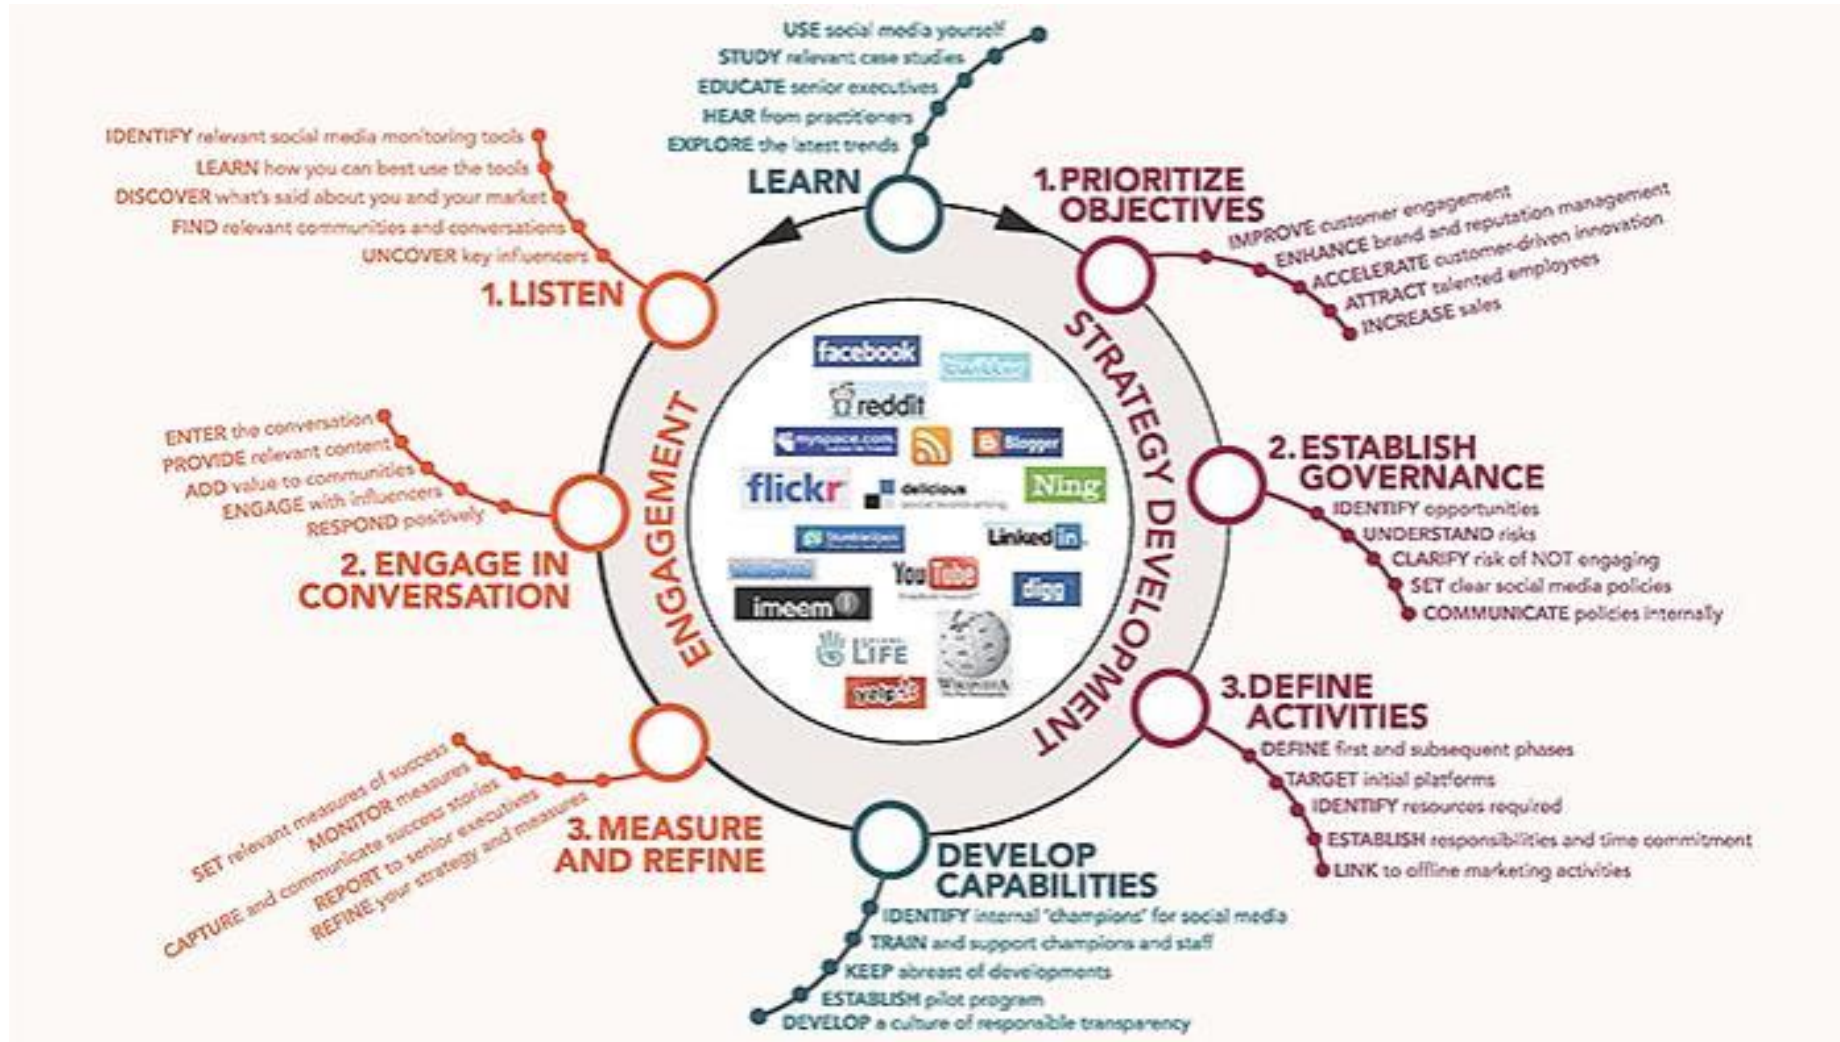 USE social media yourself
STUDY relevant case studies
EDUCATE senior executives
HEAR from practitioners
EXPLORE the latest trends
LEARN
1. PRIORITIZE
OBJECTIVES
IMPROVE customer engagement
ENHANCE brand and reputation management
ACCELERATE customer-driven innovation
ATTRACT talented employees
INCREASE sales
2. ESTABLISH
GOVERNANCE
IDENTIFY opportunities
UNDERSTAND risks
CLARIFY risk of NOT engaging
SET clear social media policies
COMMUNICATE policies internally
3. DEFINE
ACTIVITIES
DEFINE first and subsequent phases
TARGET initial platforms
IDENTIFY resources required
ESTABLISH responsibilities and time commitment
LINK to offline marketing activities
STRATEGY DEVELOPMENT
DEVELOP
CAPABILITIES
IDENTIFY internal "champions" for social media
TRAIN and support champions and staff
KEEP abreast of developments
ESTABLISH pilot program
DEVELOP a culture of responsible transparency
IDENTIFY relevant social media monitoring tools
LEARN how you can best use the tools
DISCOVER what's said about you and your market
FIND relevant communities and conversations
UNCOVER key influencers
1. LISTEN
ENTER the conversation
PROVIDE relevant content
ADD value to communities
ENGAGE with influencers
RESPOND positively
2. ENGAGE IN
CONVERSATION
SET relevant measures of success
MONITOR measures
CAPTURE and communicate success stories
REPORT to senior executives
REFINE your strategy and measures
3. MEASURE
AND REFINE
ENGAGEMENT
facebook
twitter
reddit
myspace.com
Blogger
flickr
delicious
social bookmarking
Ning
StumbleUpon
Linked in
You Tube
digg
imeem
LIFE
WIKIPEDIA
yelp